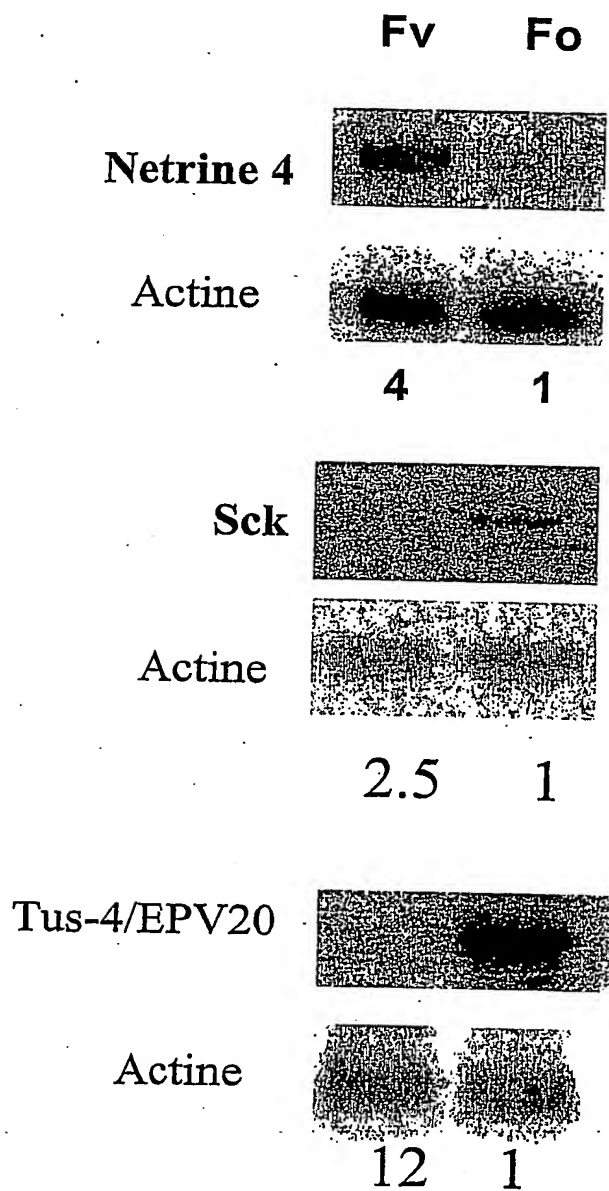 Fv Fo
Netrine 4
Actine
4 1
Sck
Actine
2.5 1
Tus-4/EPV20
Actine
12 1